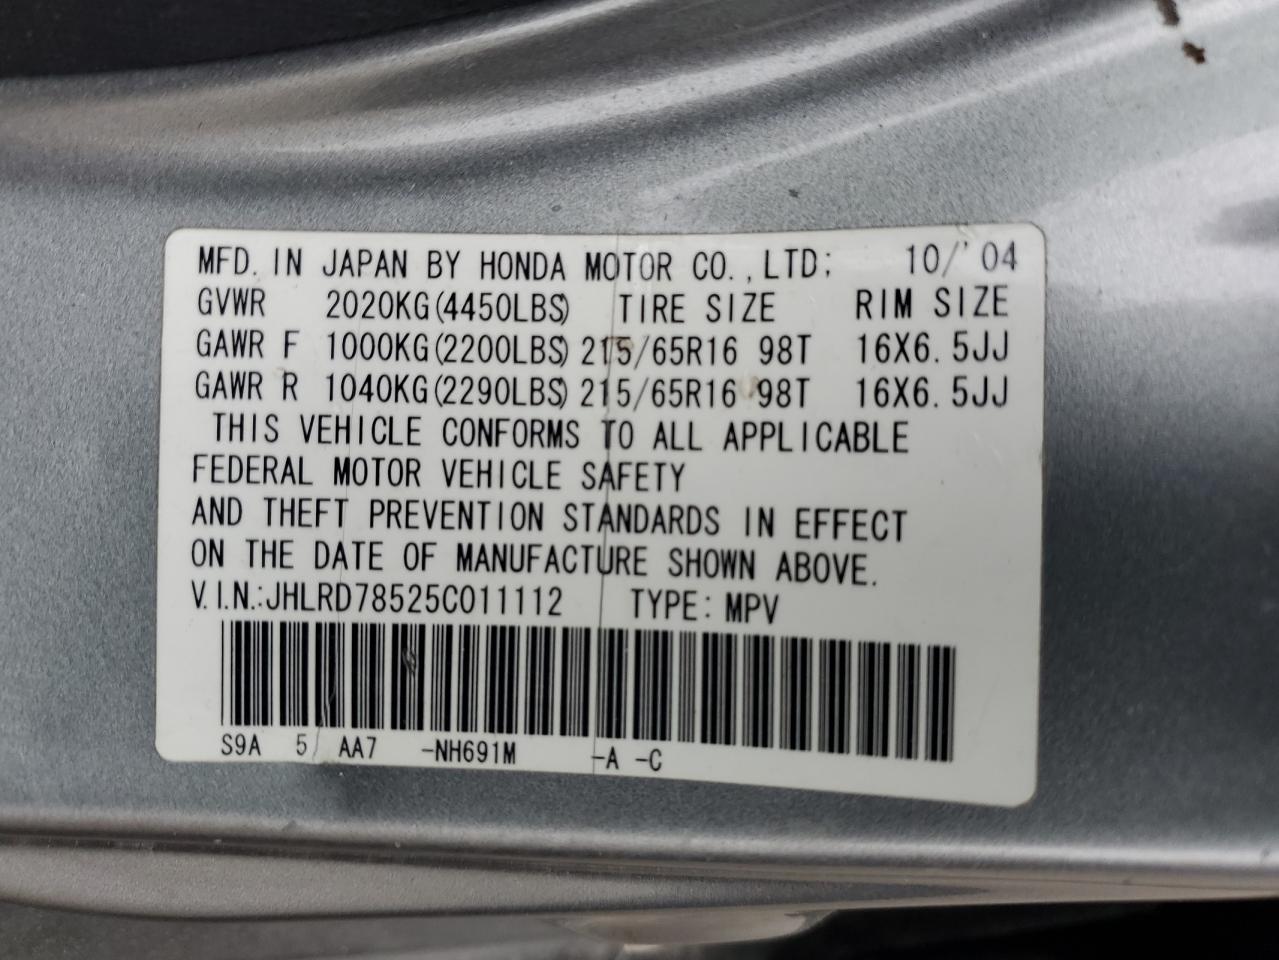 MFD. IN JAPAN BY HONDA MOTOR CO., LTD: 10/'04
GVWR 2020KG(4450LBS) TIRE SIZE RIM SIZE
GAWR F 1000KG(2200LBS) 215/65R16 98T 16X6.5JJ
GAWR R 1040KG(2290LBS) 215/65R16 98T 16X6.5JJ
THIS VEHICLE CONFORMS TO ALL APPLICABLE
FEDERAL MOTOR VEHICLE SAFETY
AND THEFT PREVENTION STANDARDS IN EFFECT
ON THE DATE OF MANUFACTURE SHOWN ABOVE.
V.I.N.:JHLRD78525C011112 TYPE: MPV
S9A 5 AA7 -NH691M -A -C